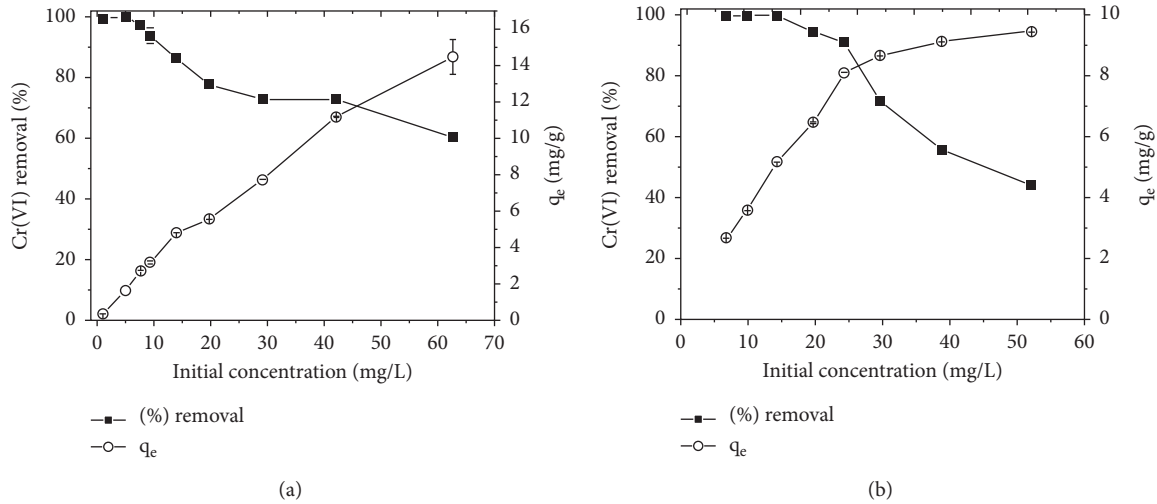 100
80
60
40
20
0
Cr(VI) removal (%)
16
14
12
10
8
6
4
2
0
qe (mg/g)
0 10 20 30 40 50 60 70
Initial concentration (mg/L)
(%) removal
qe
(a)
100
80
60
40
20
0
Cr(VI) removal (%)
10
8
6
4
2
0
qe (mg/g)
0 10 20 30 40 50 60
Initial concentration (mg/L)
(%) removal
qe
(b)